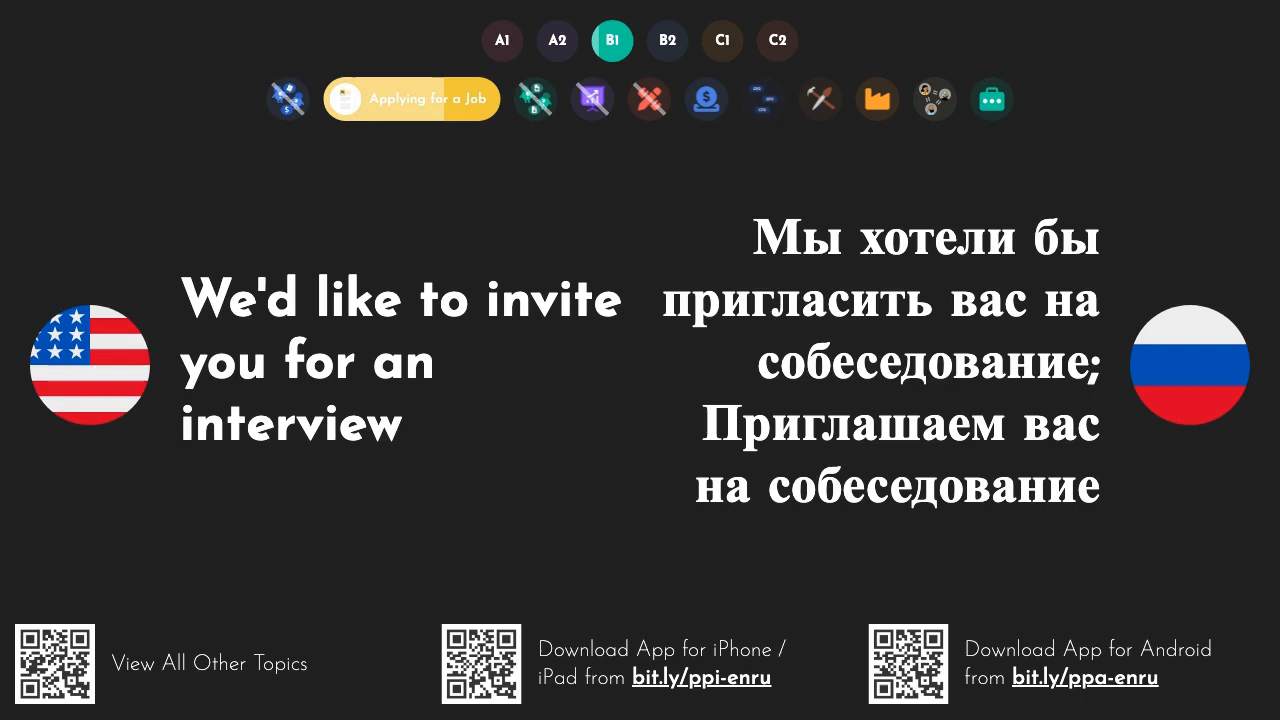 A1 A2 B1 B2 C1 C2
Applying for a Job
We'd like to invite
you for an
interview
Мы хотели бы
пригласить вас на
собеседование;
Приглашаем вас
на собеседование
View All Other Topics
Download App for iPhone /
iPad from bit.ly/ppi-enru
Download App for Android
from bit.ly/ppa-enru